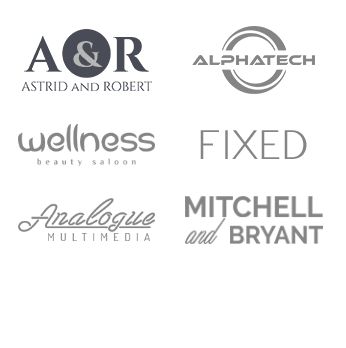 A&R
ASTRID AND ROBERT
ALPHATECH
wellness
beauty saloon
FIXED
Analogue
MULTIMEDIA
MITCHELL
and BRYANT